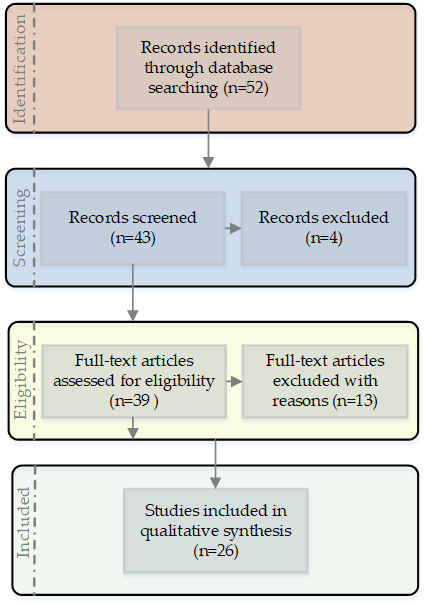 Identification
Records identified
through database
searching (n=52)
Screening
Records screened
(n=43)
Records excluded
(n=4)
Eligibility
Full-text articles
assessed for eligibility
(n=39 )
Full-text articles
excluded with
reasons (n=13)
Included
Studies included in
qualitative synthesis
(n=26)